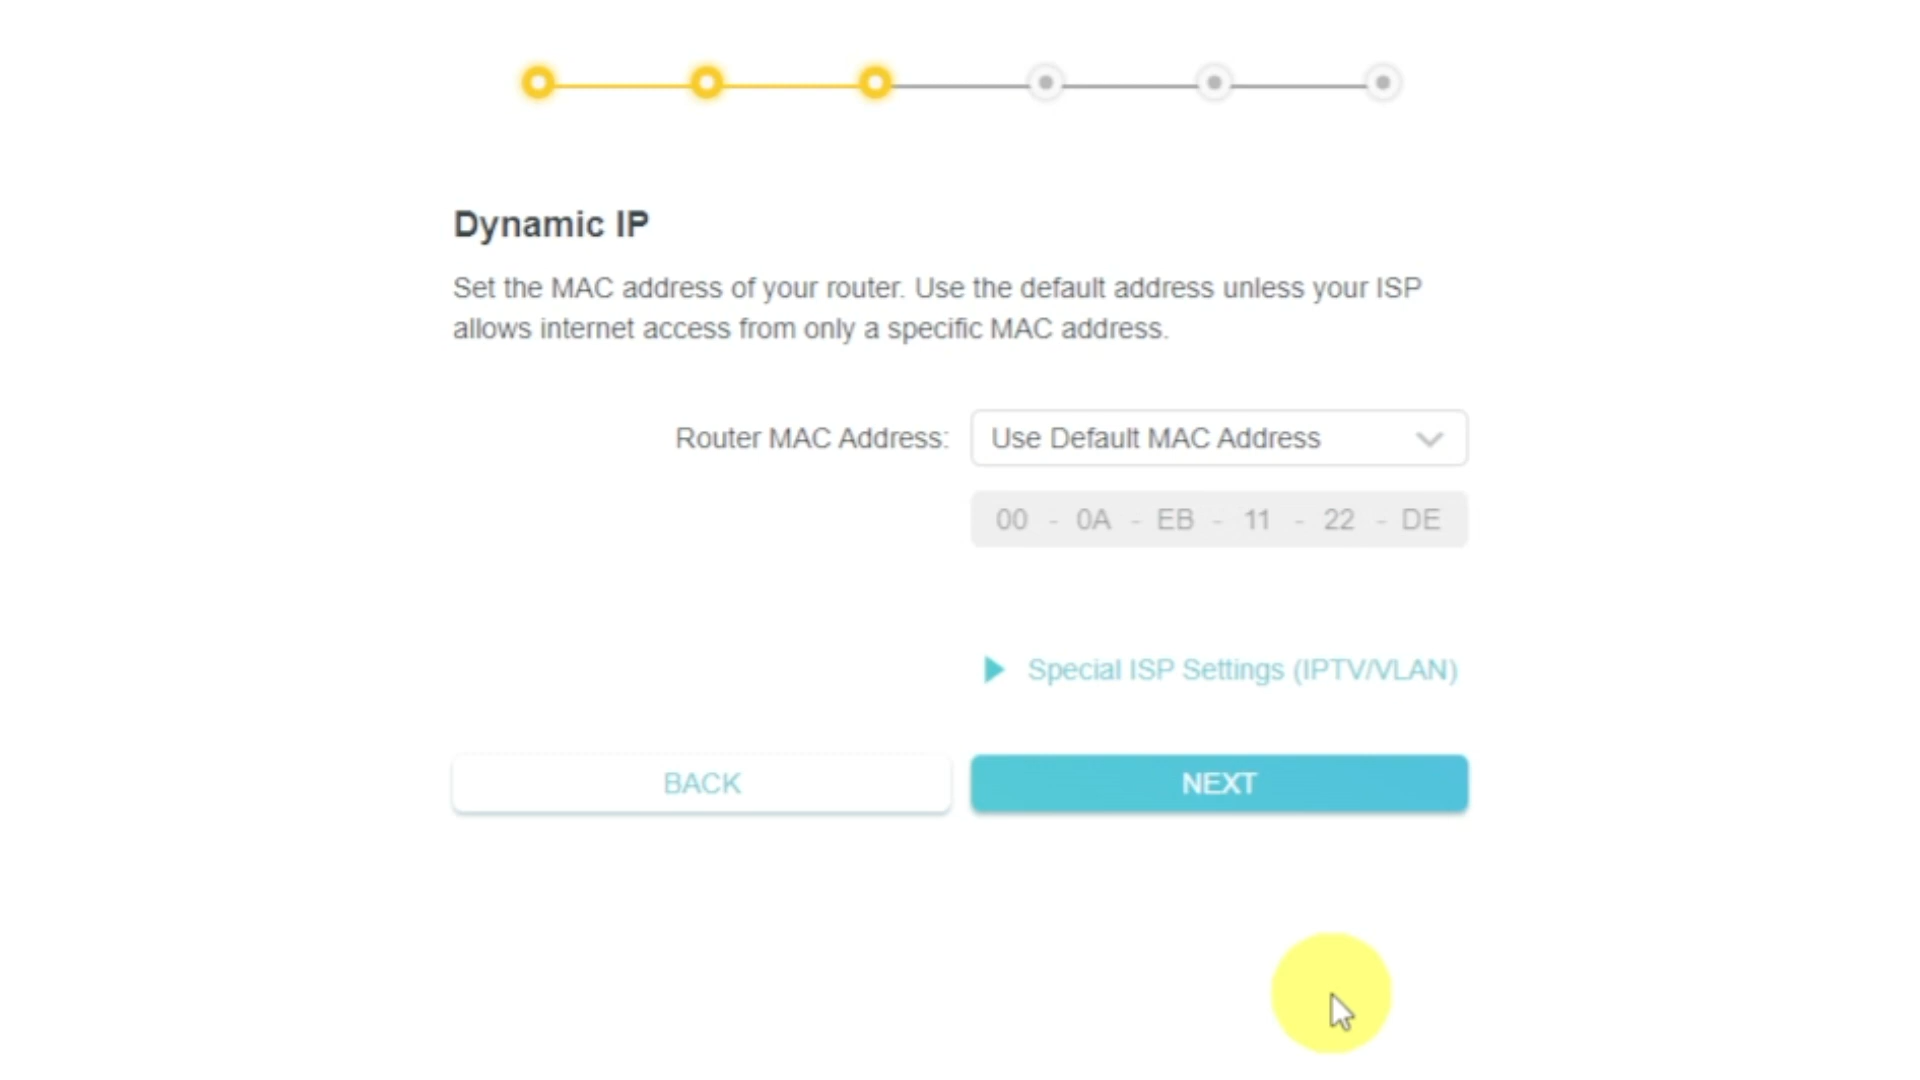 Dynamic IP
Set the MAC address of your router. Use the default address unless your ISP
allows internet access from only a specific MAC address.
Router MAC Address: Use Default MAC Address
00 - 0A - EB - 11 - 22 - DE
Special ISP Settings (IPTV/VLAN)
BACK NEXT